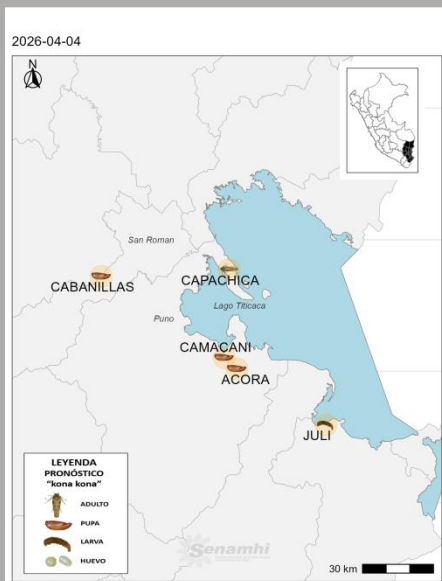 2026-04-04
N
San Roman
CABANILLAS
CAPACHICA
Lago Titicaca
Puno
CAMACANI
ACORA
JULI
LEYENDA
PRONÓSTICO
"kona kona"
ADULTO
PUPA
LARVA
HUEVO
Senamhi
30 km